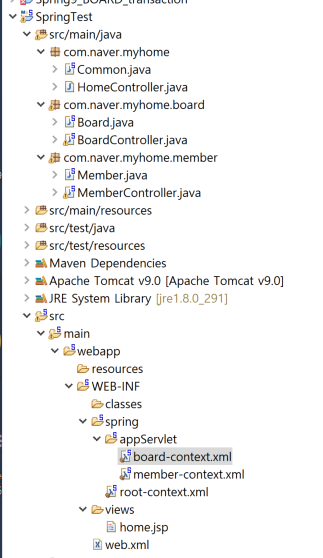 Spring9_BOARD_transaction
SpringTest
src/main/java
com.naver.myhome
Common.java
HomeController.java
com.naver.myhome.board
Board.java
BoardController.java
com.naver.myhome.member
Member.java
MemberController.java
src/main/resources
src/test/java
src/test/resources
Maven Dependencies
Apache Tomcat v9.0 [Apache Tomcat v9.0]
JRE System Library [jre1.8.0_291]
src
main
webapp
resources
WEB-INF
classes
spring
appServlet
board-context.xml
member-context.xml
root-context.xml
views
home.jsp
web.xml